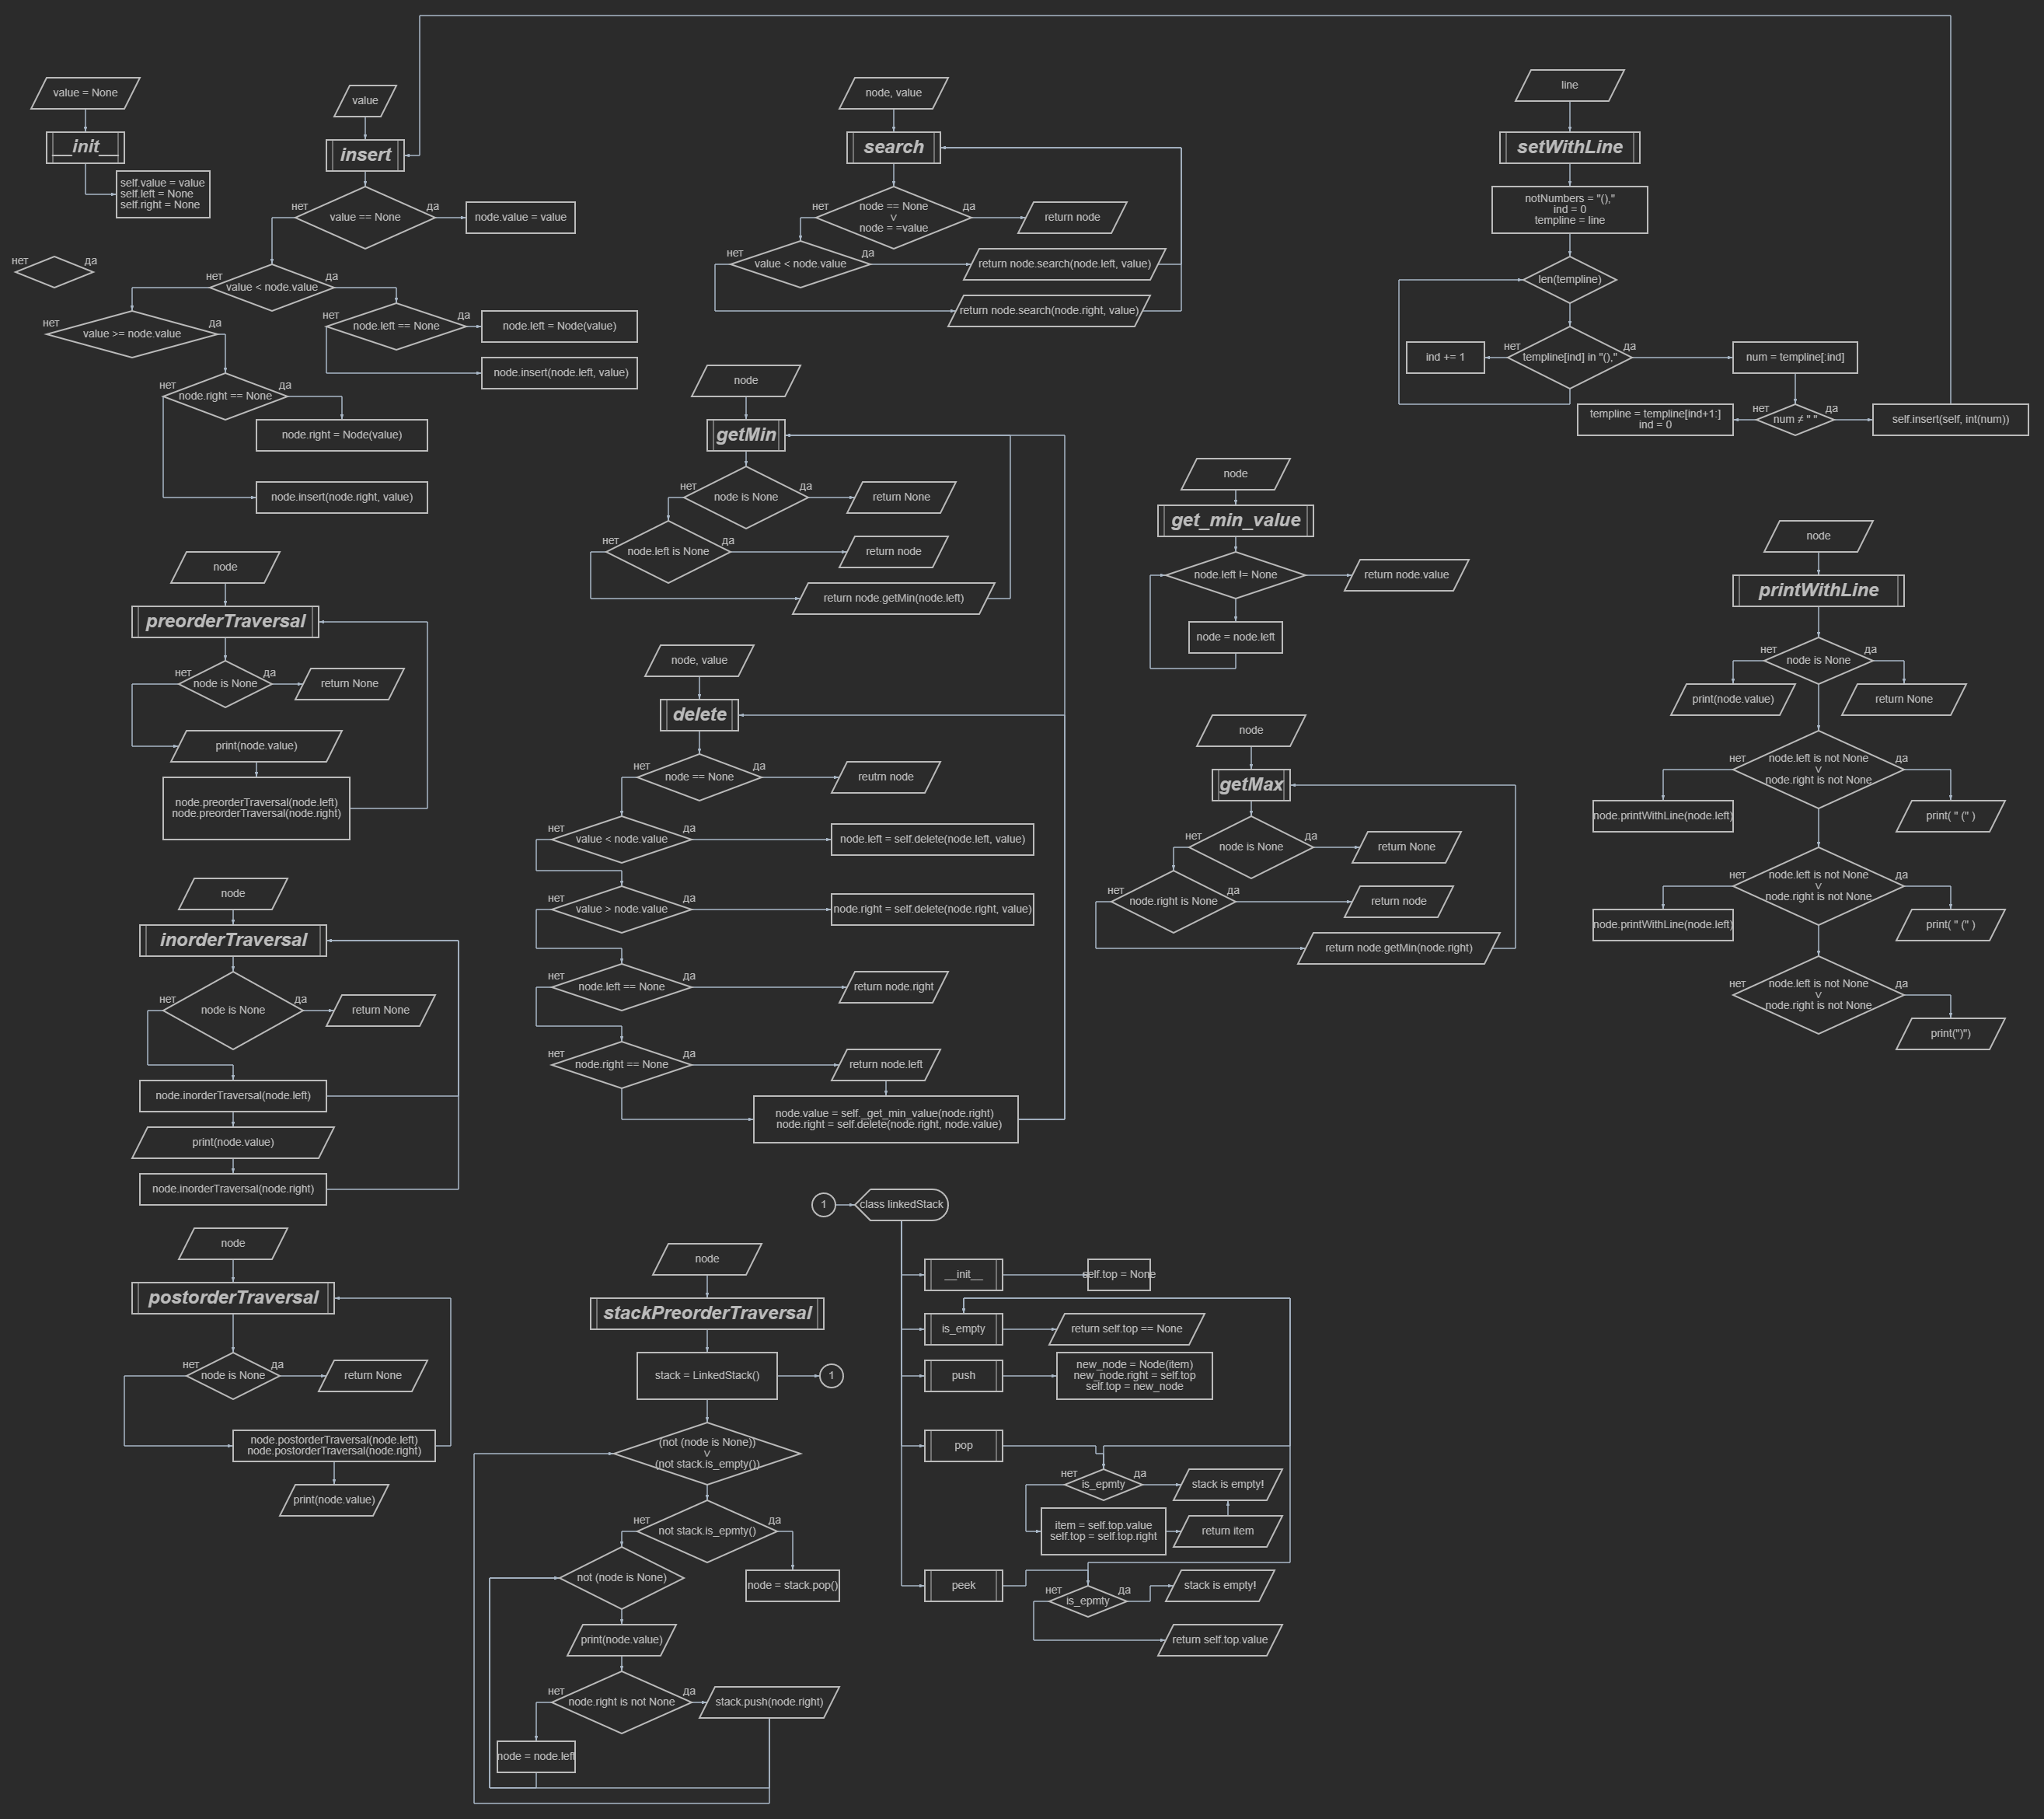 value = None
__init__
self.value = value
self.left = None
self.right = None
нет
да
value
insert
нет
да
value == None
node.value = value
нет
да
value < node.value
нет
да
value >= node.value
нет
да
node.left == None
node.left = Node(value)
node.insert(node.left, value)
нет
да
node.right == None
node.right = Node(value)
node.insert(node.right, value)
node, value
search
нет
да
node == None
∨
node = =value
return node
нет
да
value < node.value
return node.search(node.left, value)
return node.search(node.right, value)
line
setWithLine
notNumbers = "(),"
ind = 0
templine = line
len(templine)
нет
да
templine[ind] in "(),"
ind += 1
num = templine[:ind]
нет
да
num ≠ " "
templine = templine[ind+1:]
ind = 0
self.insert(self, int(num))
node
getMin
нет
да
node is None
return None
нет
да
node.left is None
return node
return node.getMin(node.left)
node
get_min_value
node.left != None
return node.value
node = node.left
node
printWithLine
нет
да
node is None
print(node.value)
return None
нет
да
node.left is not None
∨
node.right is not None
node.printWithLine(node.left)
print( " (" )
нет
да
node.left is not None
∨
node.right is not None
node.printWithLine(node.left)
print( " (" )
нет
да
node.left is not None
∨
node.right is not None
print(")")
node
preorderTraversal
нет
да
node is None
return None
print(node.value)
node.preorderTraversal(node.left)
node.preorderTraversal(node.right)
node, value
delete
нет
да
node == None
reutrn node
нет
да
value < node.value
node.left = self.delete(node.left, value)
нет
да
value > node.value
node.right = self.delete(node.right, value)
нет
да
node.left == None
return node.right
нет
да
node.right == None
return node.left
node.value = self._get_min_value(node.right)
node.right = self.delete(node.right, node.value)
node
getMax
нет
да
node is None
return None
нет
да
node.right is None
return node
return node.getMin(node.right)
node
inorderTraversal
нет
да
node is None
return None
node.inorderTraversal(node.left)
print(node.value)
node.inorderTraversal(node.right)
node
postorderTraversal
нет
да
node is None
return None
node.postorderTraversal(node.left)
node.postorderTraversal(node.right)
print(node.value)
node
stackPreorderTraversal
stack = LinkedStack()
1
(not (node is None))
∨
(not stack.is_empty())
нет
да
not stack.is_epmty()
node = stack.pop()
not (node is None)
print(node.value)
нет
да
node.right is not None
stack.push(node.right)
node = node.left
1
class linkedStack
__init__
self.top = None
is_empty
return self.top == None
push
new_node = Node(item)
new_node.right = self.top
self.top = new_node
pop
нет
да
is_epmty
stack is empty!
item = self.top.value
self.top = self.top.right
return item
peek
нет
да
is_epmty
stack is empty!
return self.top.value